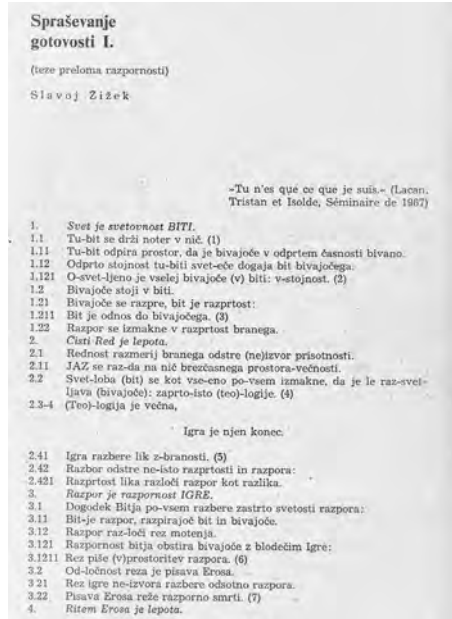 Spraševanje
gotovosti I.
(teze preloma razpornosti)
Slavoj Žižek
»Tu n'es que ce que je suis.« (Lacan,
Tristan et Isolde, Séminaire de 1967)
1. Svet je svetovnost BITI.
1.1 Tu-bit se drži noter v nič. (1)
1.11 Tu-bit odpira prostor, da je bivajoče v odprtem časnosti bivano.
1.12 Odprto stojnost tu-biti svet-eče dogaja bit bivajočega.
1.121 O-svet-ljeno je vselej bivajoče (v) biti: v-stojnost. (2)
1.2 Bivajoče stoji v biti.
1.21 Bivajoče se razpre, bit je razprtost:
1.211 Bit je odnos do bivajočega. (3)
1.22 Razpor se izmakne v razprtost branega.
2. Čisti Red je lepota.
2.1 Rednost razmerij branega odstre (ne)izvor prisotnosti.
2.11 JAZ se raz-da na nič brezčasnega prostora-večnosti.
2.2 Svet-loba (bit) se kot vse-eno po-vsem izmakne, da je le raz-svet-
ljava (bivajoče): zaprto-isto (teo)-logije. (4)
2.3-4 (Teo)-logija je večna,
Igra je njen konec.
2.41 Igra razbere lik z-branosti. (5)
2.42 Razbor odstre ne-isto razprtosti in razpora:
2.421 Razprtost lika razloči razpor kot razlika.
3. Razpor je razpornost IGRE.
3.1 Dogodek Bitja po-vsem razbere zastrto svetosti razpora:
3.11 Bit-je razpor, razpirajoč bit in bivajoče.
3.12 Razpor raz-loči rez motenja.
3.121 Razpornost bitja obstira bivajoče z blodečim Igre:
3.1211 Rez piše (v)prostoritev razpora. (6)
3.2 Od-ločnost reza je pisava Erosa.
3 21 Rez igre ne-izvora razbere odsotno razpora.
3.22 Pisava Erosa reže razporno smrti. (7)
4. Ritem Erosa je lepota.